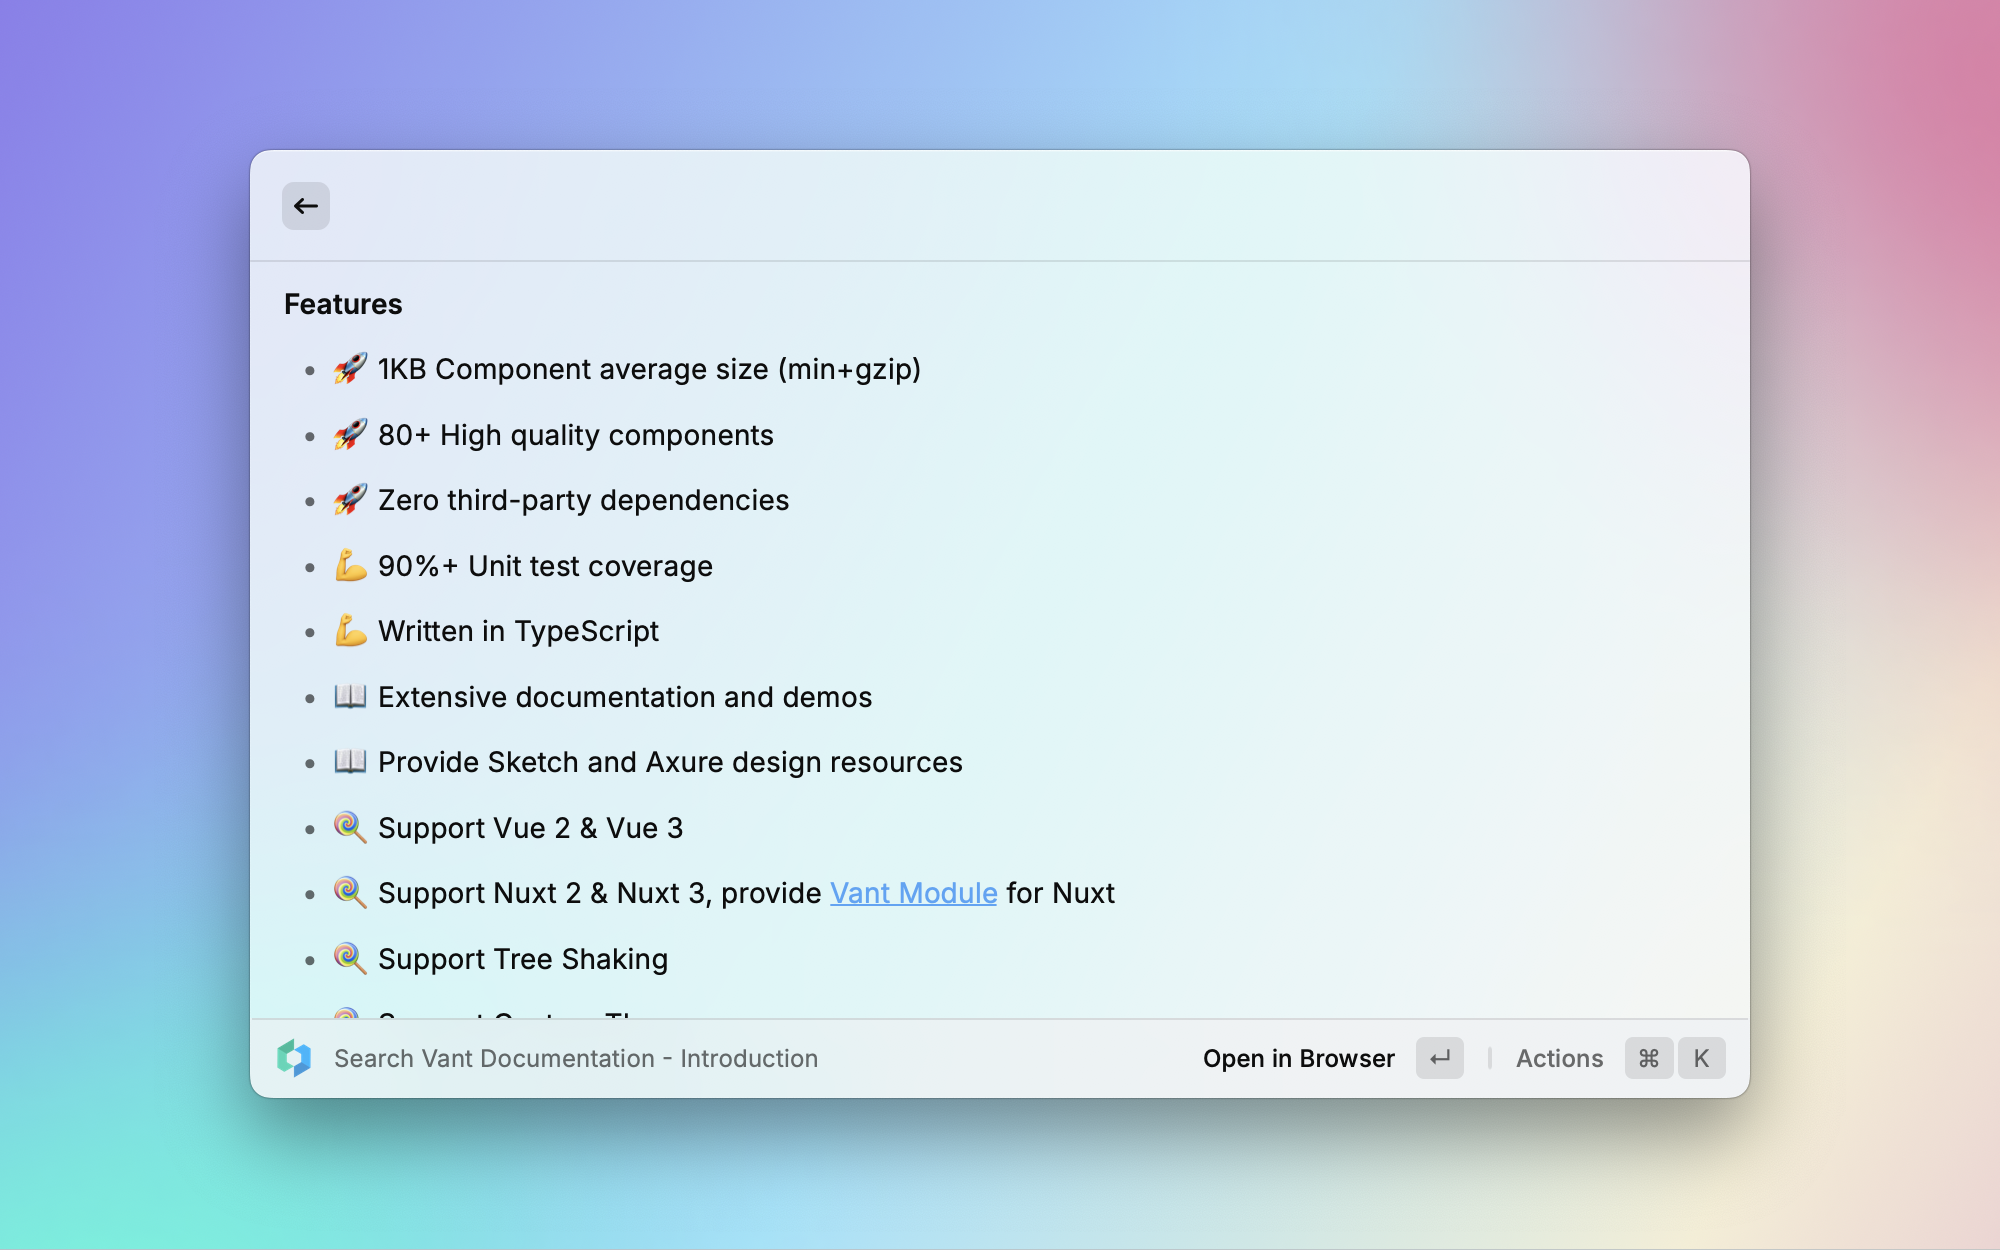 Features
🚀 1KB Component average size (min+gzip)
🚀 80+ High quality components
🚀 Zero third-party dependencies
💪 90%+ Unit test coverage
💪 Written in TypeScript
📖 Extensive documentation and demos
📖 Provide Sketch and Axure design resources
🍭 Support Vue 2 & Vue 3
🍭 Support Nuxt 2 & Nuxt 3, provide Vant Module for Nuxt
🍭 Support Tree Shaking
Search Vant Documentation - Introduction
Open in Browser ↵ | Actions ⌘ K